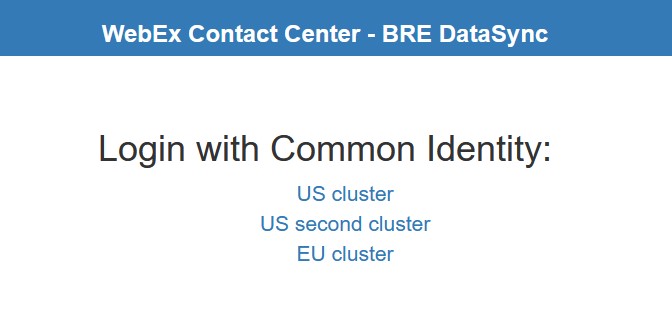 WebEx Contact Center - BRE DataSync
Login with Common Identity:
US cluster
US second cluster
EU cluster